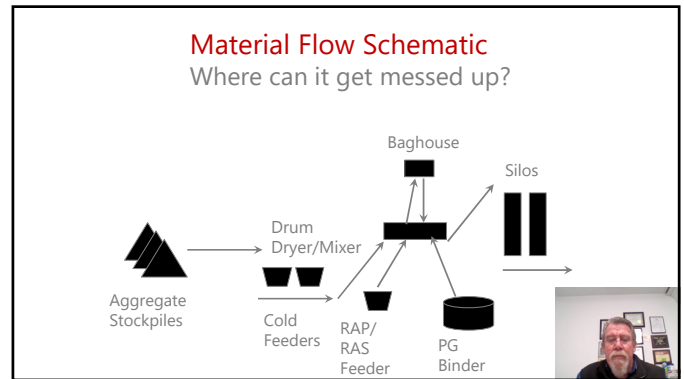 Material Flow Schematic
Where can it get messed up?
Baghouse
Silos
Drum
Dryer/Mixer
Aggregate
Stockpiles
Cold
Feeders
RAP/
RAS
Feeder
PG
Binder